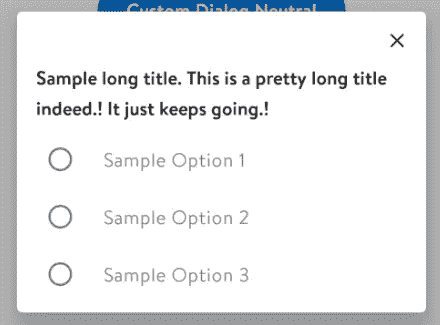 Custom Dialog Neutral
Sample long title. This is a pretty long title
indeed.! It just keeps going.!
Sample Option 1
Sample Option 2
Sample Option 3